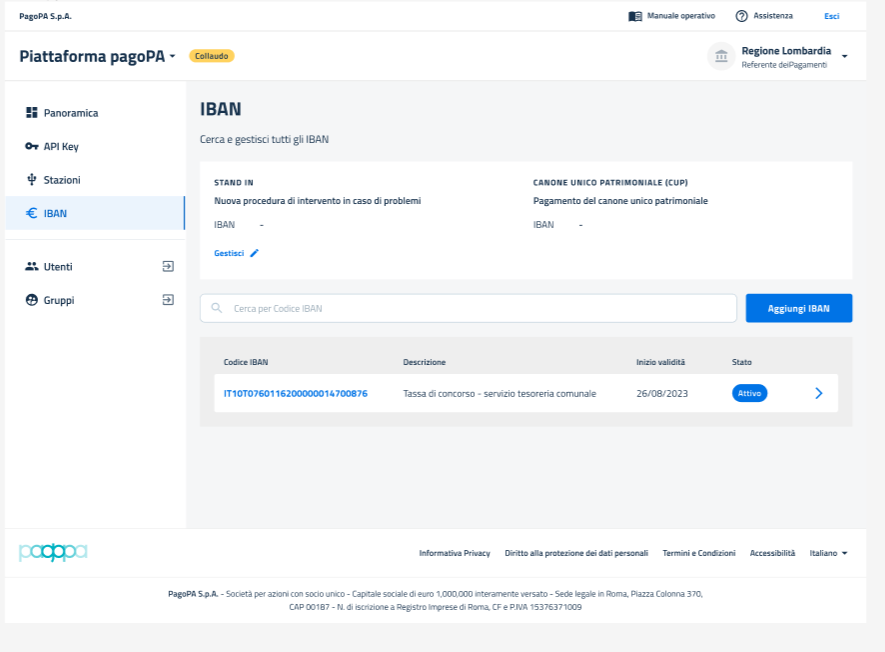 PagoPA S.p.A.
Manuale operativo
Assistenza
Esci
Piattaforma pagoPA
Collaudo
Regione Lombardia
Referente deiPagamenti
Panoramica
API Key
Stazioni
IBAN
Utenti
Gruppi
IBAN
Cerca e gestisci tutti gli IBAN
STAND IN
Nuova procedura di intervento in caso di problemi
IBAN -
Gestisci
CANONE UNICO PATRIMONIALE (CUP)
Pagamento del canone unico patrimoniale
IBAN -
Cerca per Codice IBAN
Aggiungi IBAN
Codice IBAN Descrizione Inizio validità Stato
IT10T0760116200000014700876 Tassa di concorso - servizio tesoreria comunale 26/08/2023 Attivo
pagopa
Informativa Privacy Diritto alla protezione dei dati personali Termini e Condizioni Accessibilità Italiano
PagoPA S.p.A. - Società per azioni con socio unico - Capitale sociale di euro 1,000,000 interamente versato - Sede legale in Roma, Piazza Colonna 370,
CAP 00187 - N. di iscrizione a Registro Imprese di Roma, CF e P.IVA 15376371009